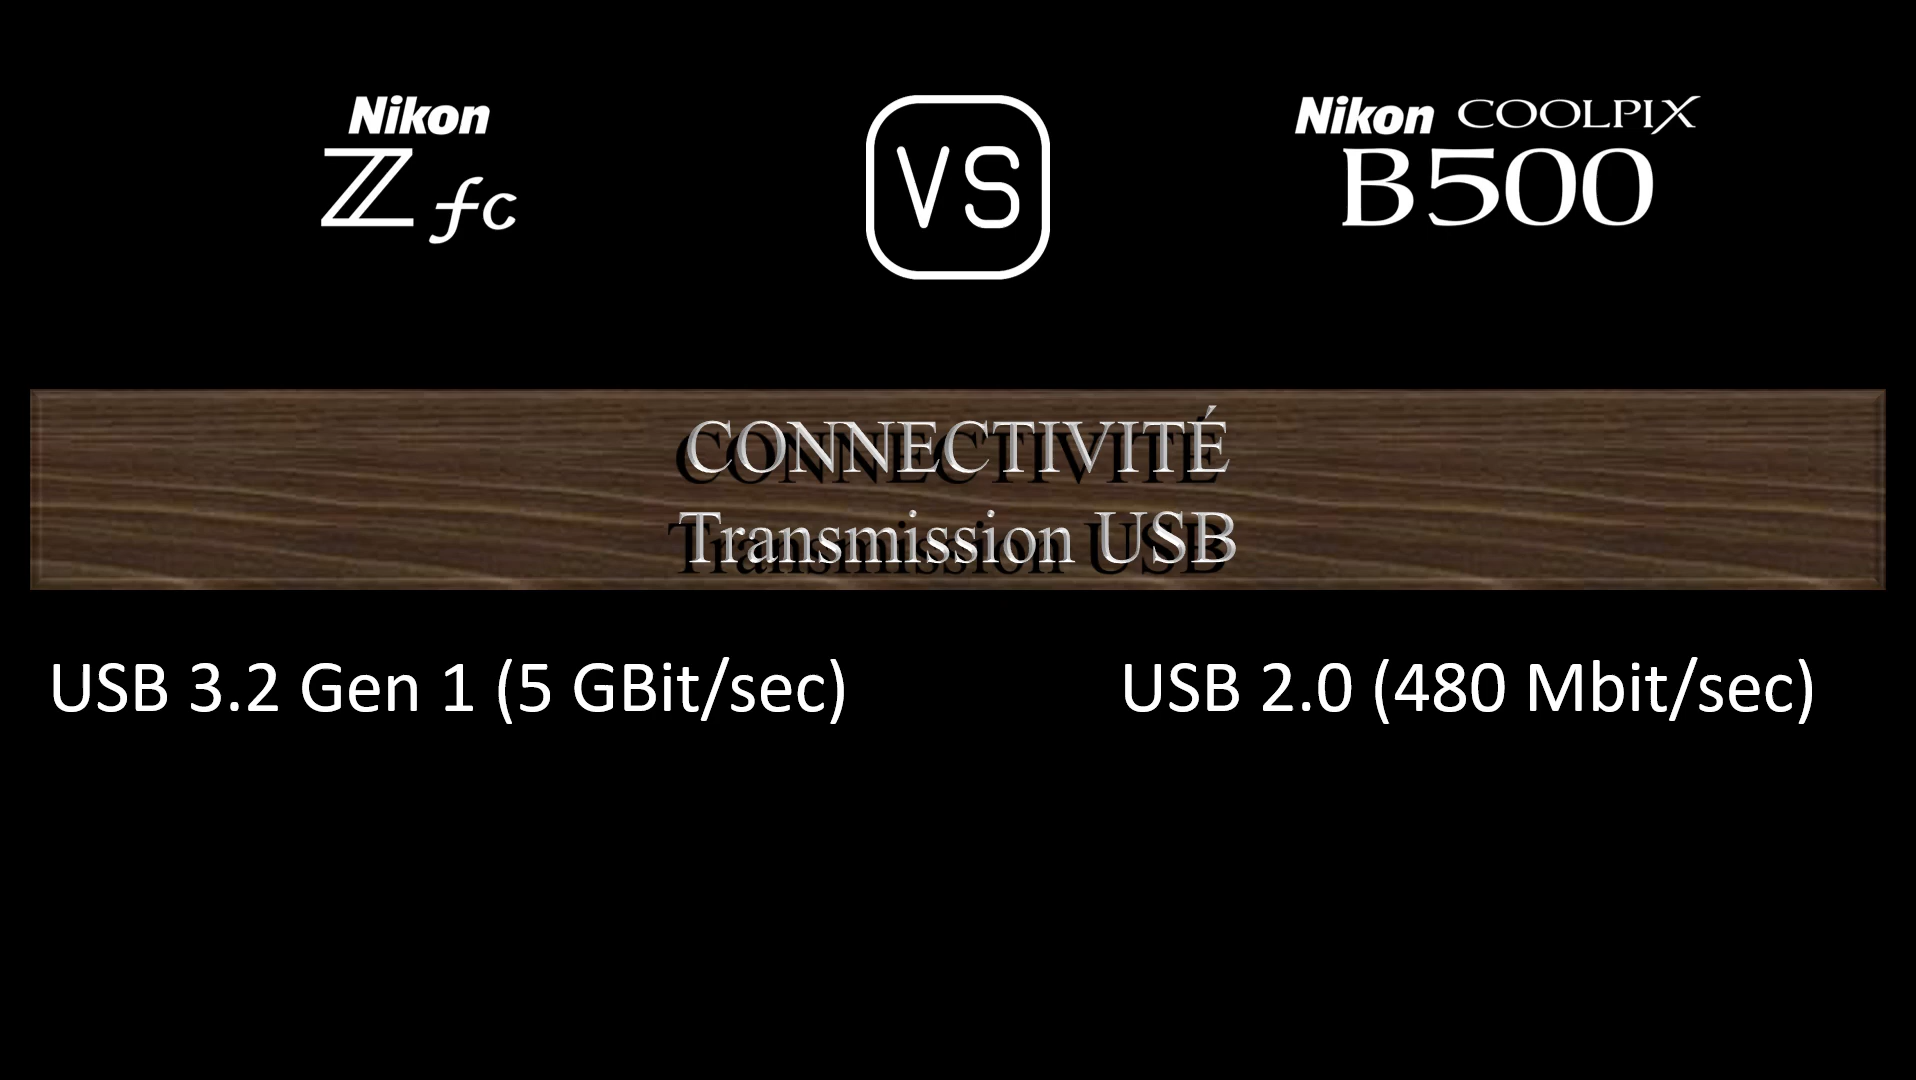 Nikon
Z fc
VS
Nikon COOLPIX
B500
CONNECTIVITÉ
Transmission USB
USB 3.2 Gen 1 (5 GBit/sec)
USB 2.0 (480 Mbit/sec)